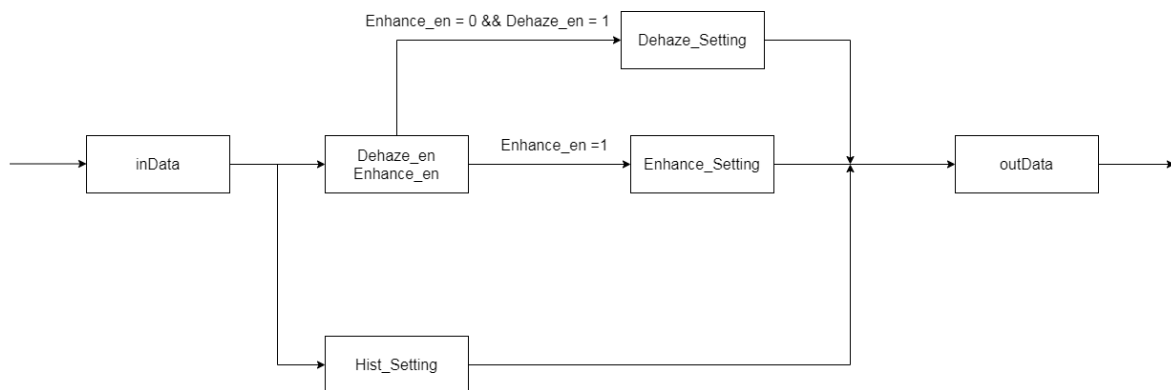 Enhance_en = 0 && Dehaze_en = 1
Dehaze_Setting
inData
Dehaze_en
Enhance_en
Enhance_en =1
Enhance_Setting
outData
Hist_Setting